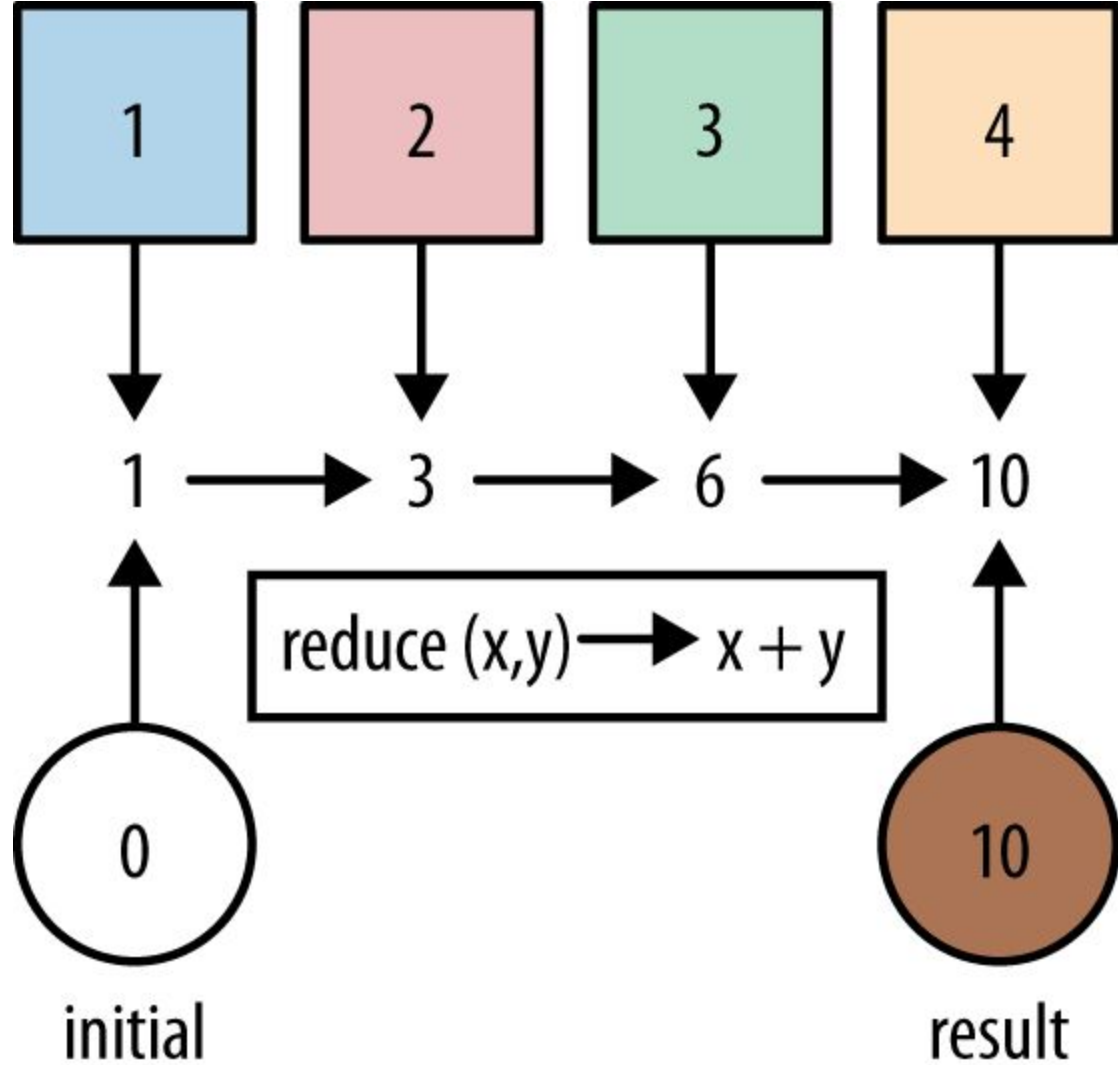 1 2 3 4
1 3 6 10
reduce (x,y) → x + y
0 10
initial result